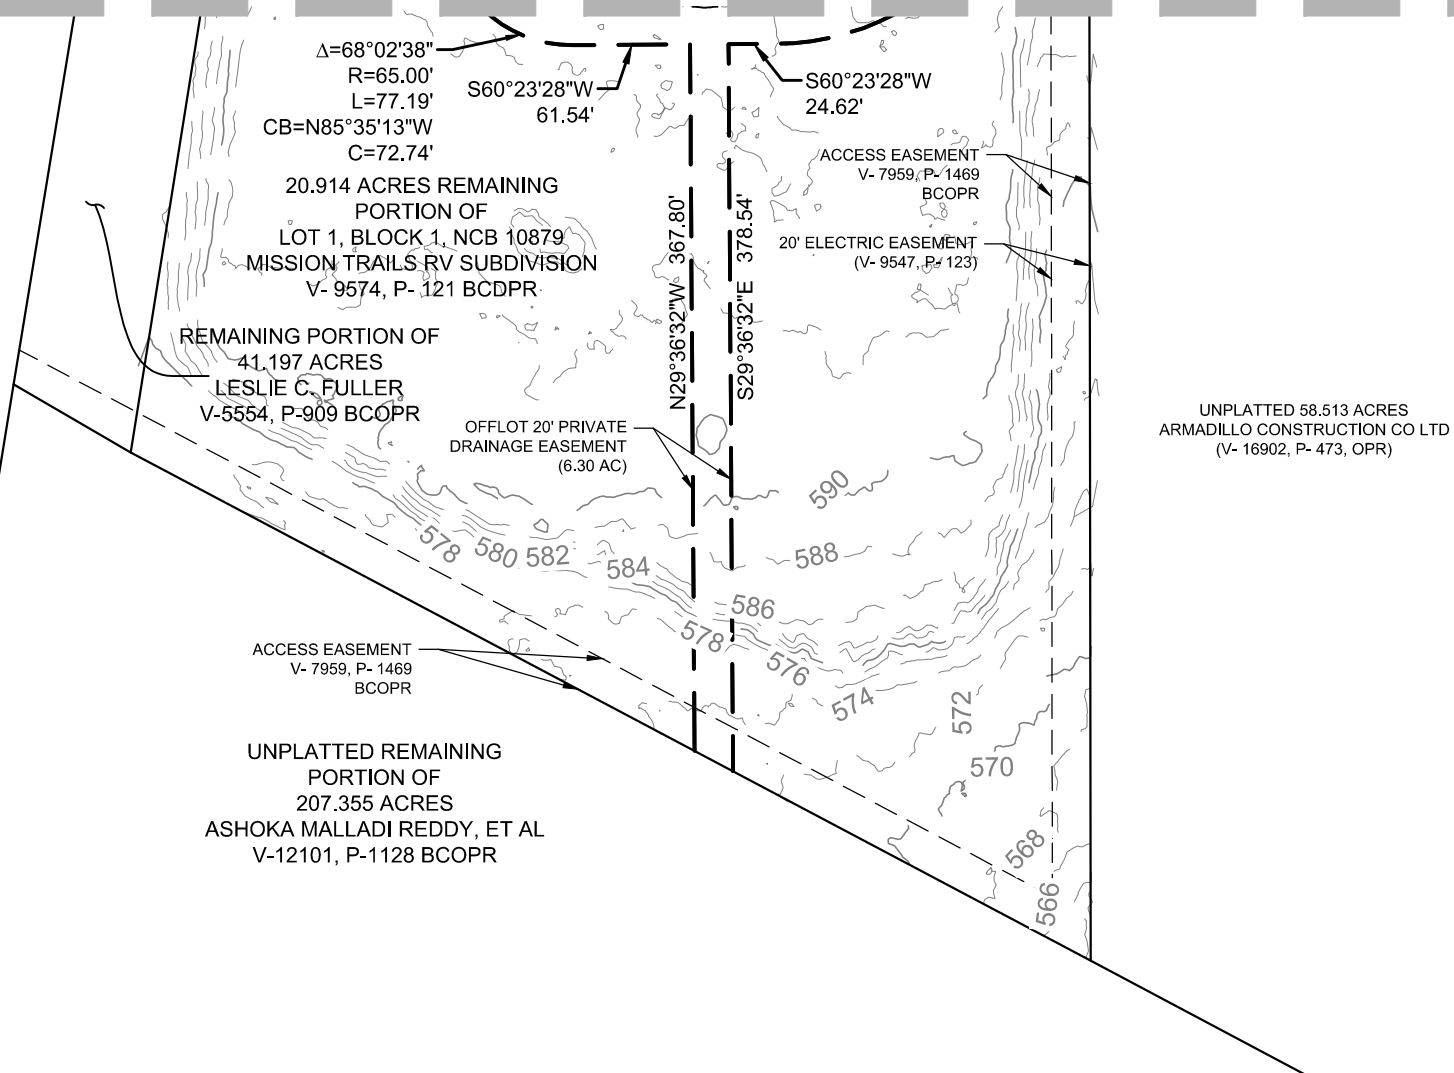 Δ=68°02'38"
R=65.00'
L=77.19'
CB=N85°35'13"W
C=72.74'
S60°23'28"W
61.54'
S60°23'28"W
24.62'
ACCESS EASEMENT
V- 7959, P- 1469
BCOPR
20' ELECTRIC EASEMENT
(V- 9547, P- 123)
20.914 ACRES REMAINING
PORTION OF
LOT 1, BLOCK 1, NCB 10879
MISSION TRAILS RV SUBDIVISION
V- 9574, P- 121 BCDPR
N29°36'32"W 367.80'
S29°36'32"E 378.54'
REMAINING PORTION OF
41.197 ACRES
LESLIE C. FULLER
V-5554, P-909 BCOPR
OFFLOT 20' PRIVATE
DRAINAGE EASEMENT
(6.30 AC)
UNPLATTED 58.513 ACRES
ARMADILLO CONSTRUCTION CO LTD
(V- 16902, P- 473, OPR)
590
578
580
582
584
588
586
578
576
574
572
570
568
566
ACCESS EASEMENT
V- 7959, P- 1469
BCOPR
UNPLATTED REMAINING
PORTION OF
207.355 ACRES
ASHOKA MALLADI REDDY, ET AL
V-12101, P-1128 BCOPR